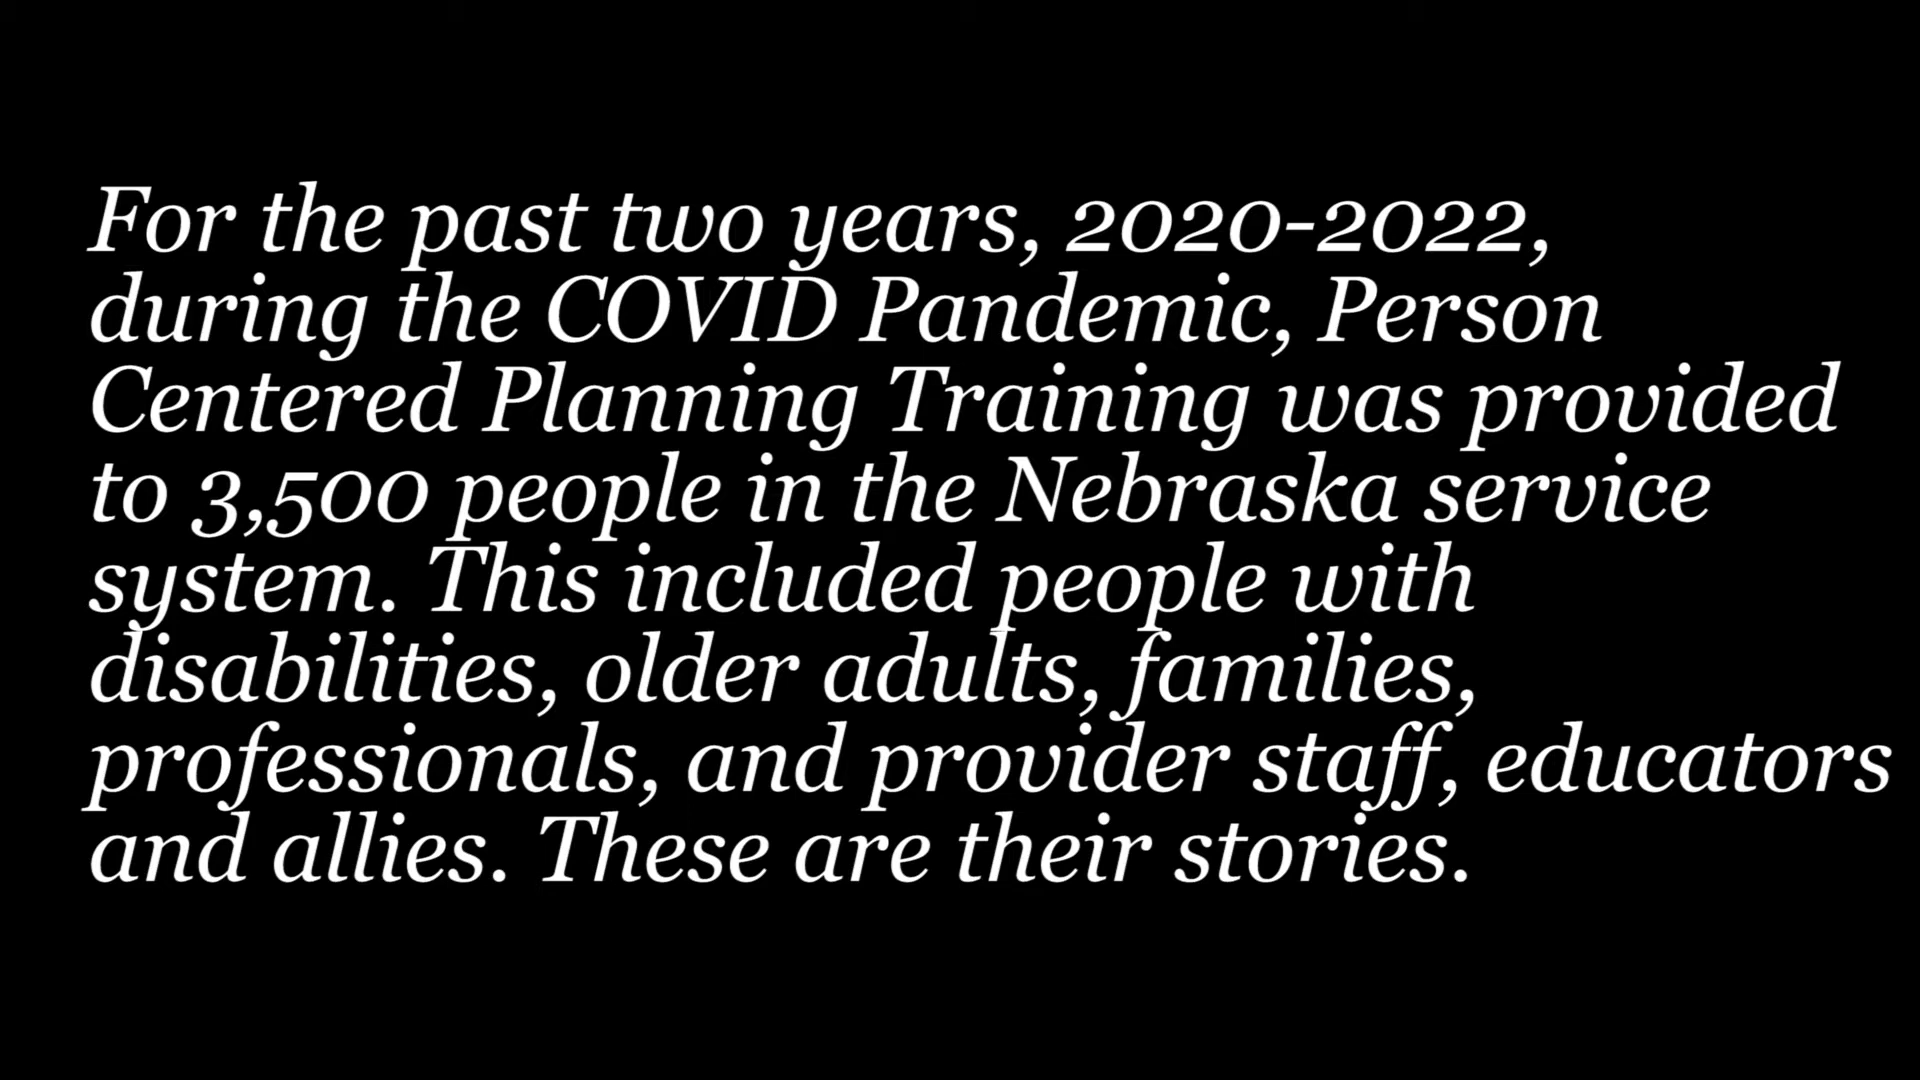 For the past two years, 2020-2022,
during the COVID Pandemic, Person
Centered Planning Training was provided
to 3,500 people in the Nebraska service
system. This included people with
disabilities, older adults, families,
professionals, and provider staff, educators
and allies. These are their stories.